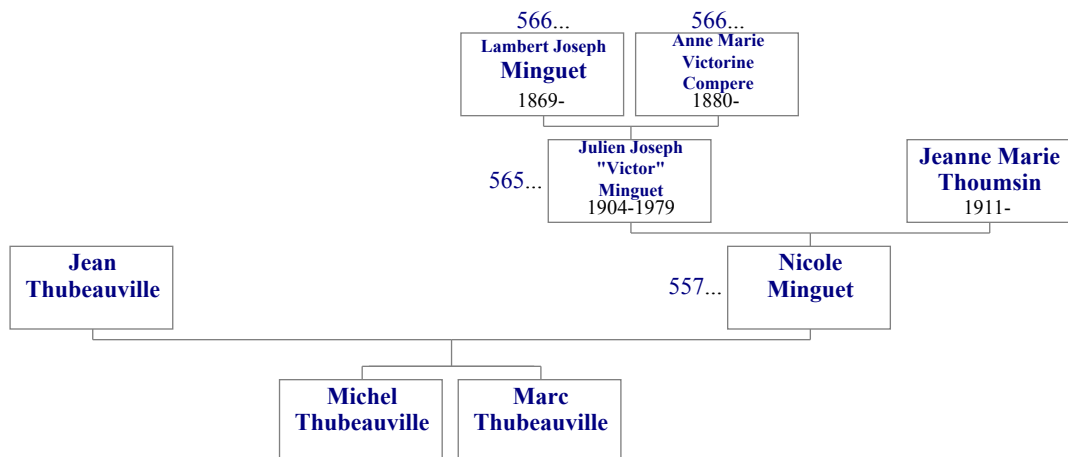 566...
566...
Lambert Joseph
Minguet
1869-
Anne Marie
Victorine
Compere
1880-
565...
Julien Joseph
"Victor"
Minguet
1904-1979
Jeanne Marie
Thoumsin
1911-
Jean
Thubeauville
557...
Nicole
Minguet
Michel
Thubeauville
Marc
Thubeauville